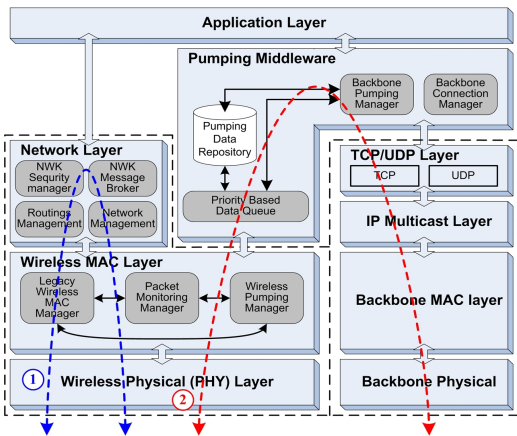 Application Layer
Pumping Middleware
Backbone
Pumping
Manager
Backbone
Connection
Manager
Pumping
Data
Repository
Priority Based
Data Queue
Network Layer
NWK
Sequrity
manager
NWK
Message
Broker
Routings
Management
Network
Management
TCP/UDP Layer
TCP
UDP
IP Multicast Layer
Wireless MAC Layer
Legacy
Wireless
MAC
Manager
Packet
Monitoring
Manager
Wireless
Pumping
Manager
Backbone MAC layer
1
Wireless Physical (PHY) Layer
2
Backbone Physical